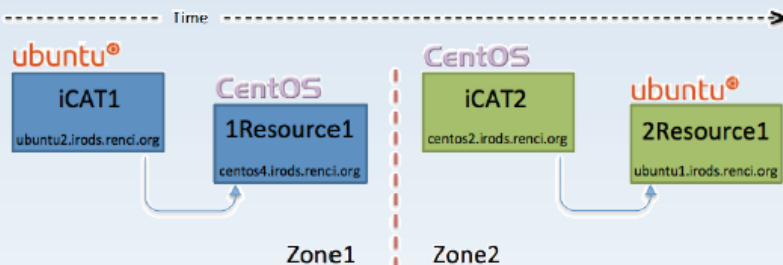 Time
ubuntu®
CentOS
iCAT1
ubuntu2.irods.renci.org
CentOS
1Resource1
centos4.irods.renci.org
iCAT2
centos2.irods.renci.org
ubuntu®
2Resource1
ubuntu1.irods.renci.org
Zone1
Zone2